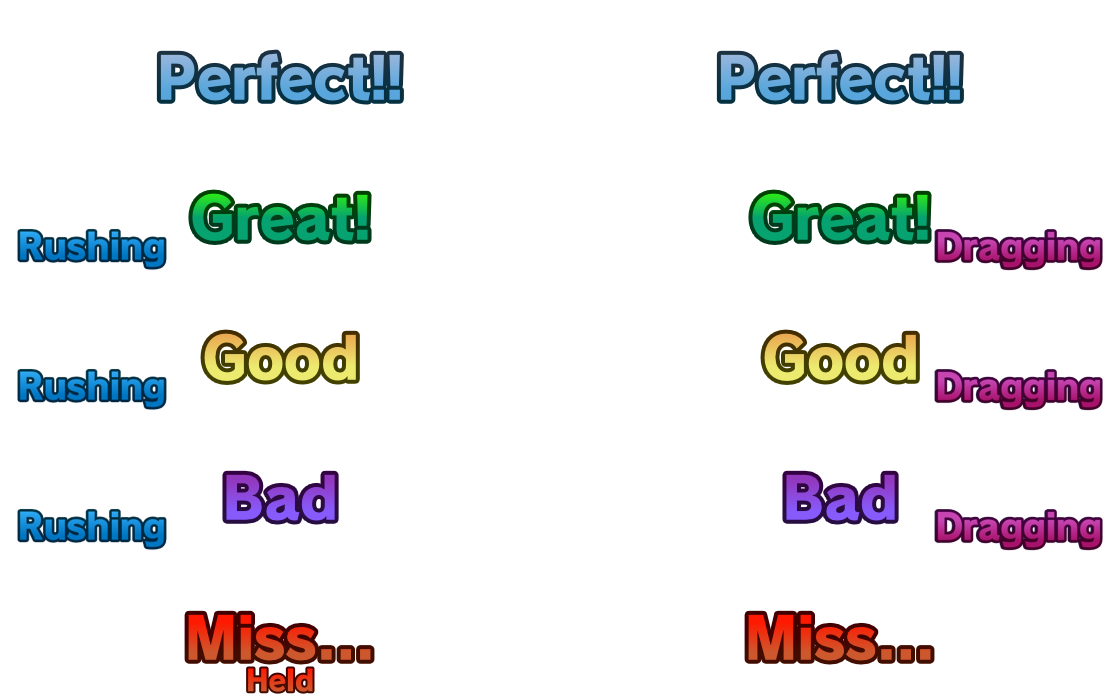 Perfect!! Perfect!!
Great! Great!
Rushing Dragging
Good Good
Rushing Dragging
Bad Bad
Rushing Dragging
Miss... Miss...
Held